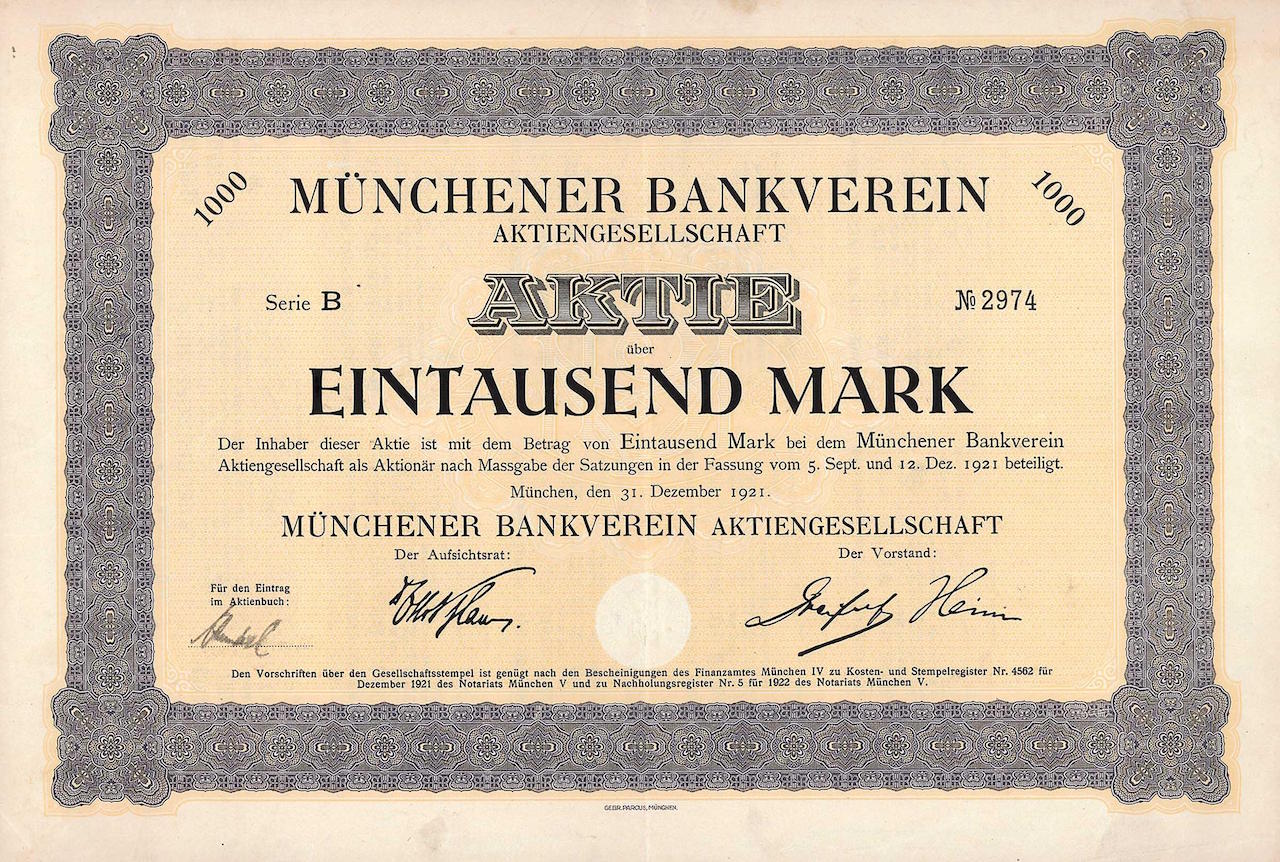 1000
MÜNCHENER BANKVEREIN
1000
AKTIENGESELLSCHAFT
AKTIE
Serie B
№ 2974
über
EINTAUSEND MARK
Der Inhaber dieser Aktie ist mit dem Betrag von Eintausend Mark bei dem Münchener Bankverein
Aktiengesellschaft als Aktionär nach Massgabe der Satzungen in der Fassung vom 5. Sept. und 12. Dez. 1921 beteiligt.
München, den 31. Dezember 1921.
MÜNCHENER BANKVEREIN AKTIENGESELLSCHAFT
Der Aufsichtsrat:
Der Vorstand:
Für den Eintrag
im Aktienbuch:
Den Vorschriften über den Gesellschaftsstempel ist genügt nach den Bescheinigungen des Finanzamtes München IV zu Kosten- und Stempelregister Nr. 4562 für
Dezember 1921 des Notariats München V und zu Nachholungsregister Nr. 5 für 1922 des Notariats München V.
GEBR. PARCUS, MÜNCHEN.